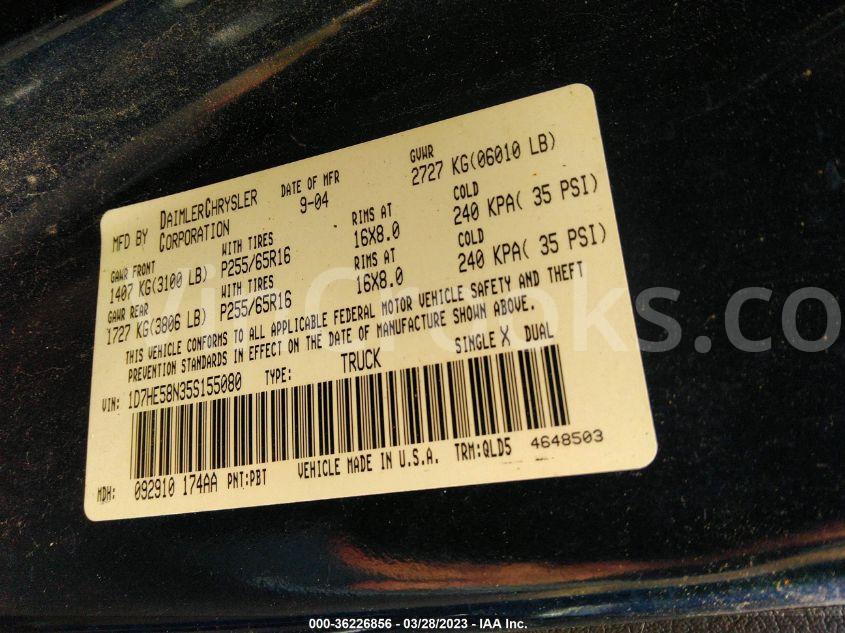 MFD BY DAIMLERCHRYSLER CORPORATION DATE OF MFR 9-04 GVWR 2727 KG(06010 LB)
GAWR FRONT WITH TIRES RIMS AT COLD
1407 KG(3100 LB) P255/65R16 16X8.0 240 KPA( 35 PSI)
GAWR REAR WITH TIRES RIMS AT COLD
1727 KG(3806 LB) P255/65R16 16X8.0 240 KPA( 35 PSI)
THIS VEHICLE CONFORMS TO ALL APPLICABLE FEDERAL MOTOR VEHICLE SAFETY AND THEFT
PREVENTION STANDARDS IN EFFECT ON THE DATE OF MANUFACTURE SHOWN ABOVE.
VIN: 1D7HE58N35S155080 TYPE: TRUCK SINGLE X DUAL
MDH: 092910 174AA PNT:PBT VEHICLE MADE IN U.S.A. TRM:QLD5 4648503
000-36226856 — 03/28/2023 — IAA Inc.